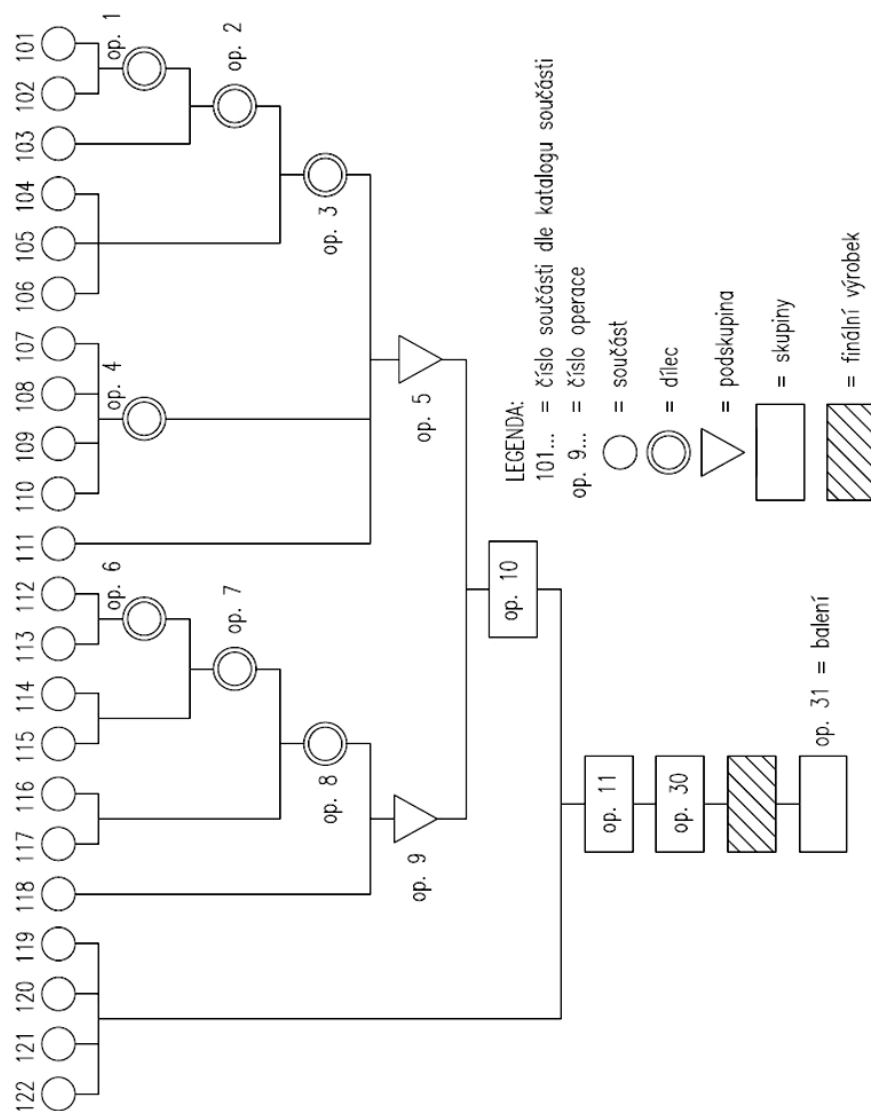 101
102
103
104
105
106
107
108
109
110
111
112
113
114
115
116
117
118
119
120
121
122
op. 1
op. 2
op. 3
op. 4
op. 5
op. 6
op. 7
op. 8
op. 9
op. 10
op. 11
op. 30
op. 31 = balení
LEGENDA:
101... = číslo součásti dle katalogu součásti
op. 9... = číslo operace
= součást
= dílec
= podskupina
= skupiny
= finální výrobek